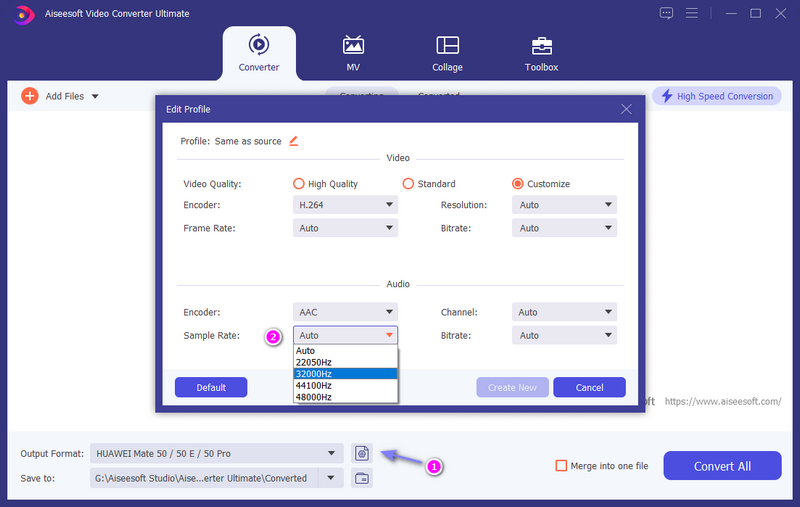 Aiseesoft Video Converter Ultimate
Converter
MV
Collage
Toolbox
Add Files
Converting
Converted
High Speed Conversion
Edit Profile
Profile: Same as source
Video
Video Quality: High Quality Standard Customize
Encoder: H.264 Resolution: Auto
Frame Rate: Auto Bitrate: Auto
Audio
Encoder: AAC Channel: Auto
2 Sample Rate: Auto Bitrate: Auto
Auto
22050Hz
32000Hz
44100Hz
48000Hz
Default
Create New
Cancel
oft https://www.aiseesoft.com/
Output Format: HUAWEI Mate 50 / 50 E / 50 Pro
1
Save to: G:\Aiseesoft Studio\Aise...erter Ultimate\Converted
Merge into one file
Convert All